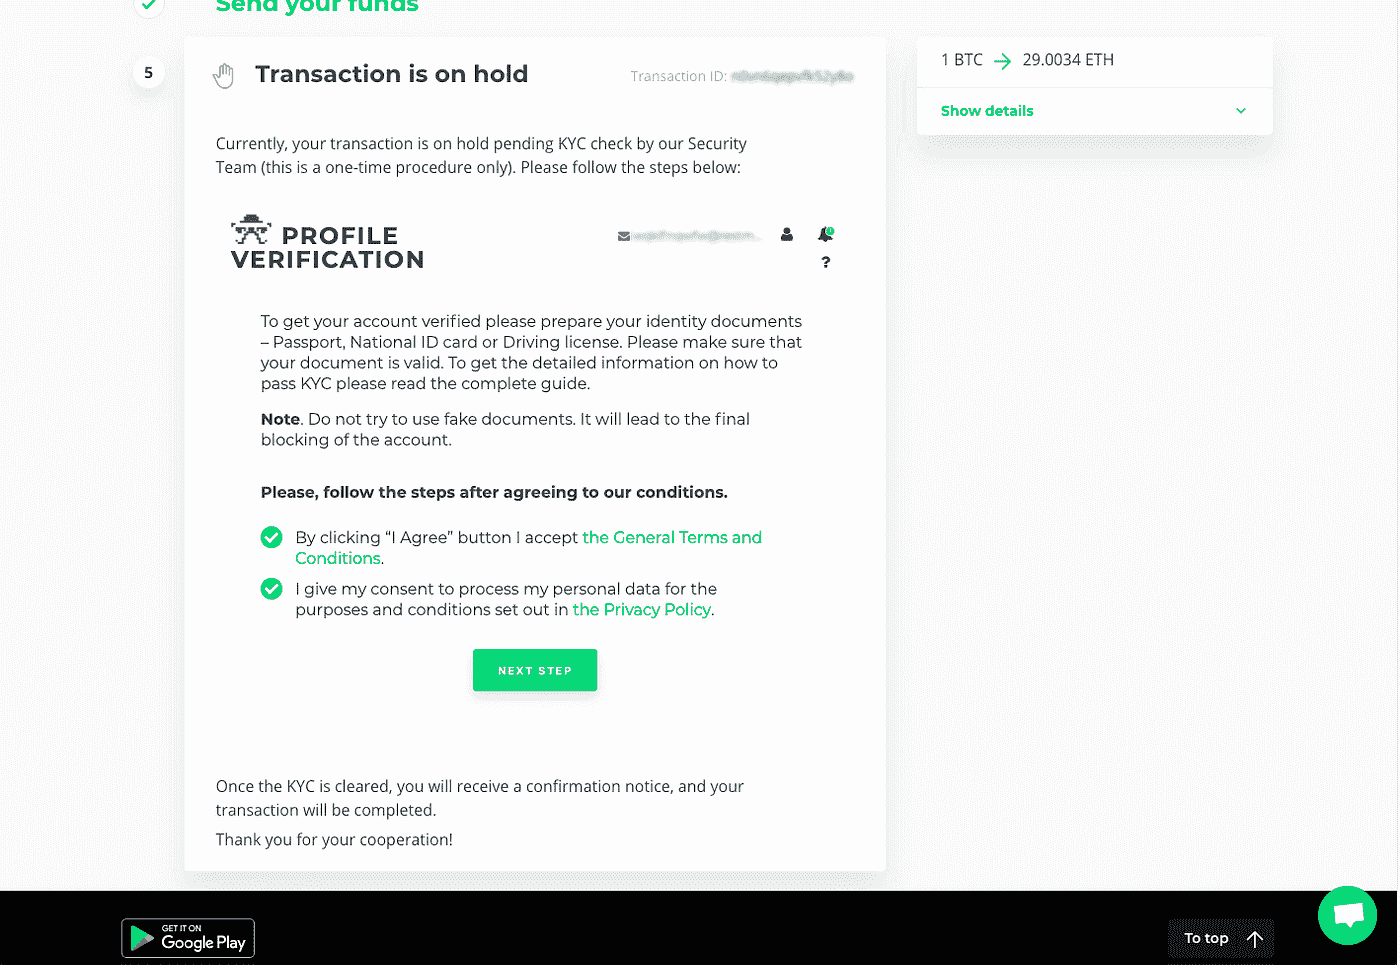 Send your funds
5
Transaction is on hold
Transaction ID:
1 BTC → 29.0034 ETH
Show details
Currently, your transaction is on hold pending KYC check by our Security
Team (this is a one-time procedure only). Please follow the steps below:
PROFILE
VERIFICATION
1
?
To get your account verified please prepare your identity documents
– Passport, National ID card or Driving license. Please make sure that
your document is valid. To get the detailed information on how to
pass KYC please read the complete guide.
Note. Do not try to use fake documents. It will lead to the final
blocking of the account.
Please, follow the steps after agreeing to our conditions.
By clicking “I Agree” button I accept the General Terms and
Conditions.
I give my consent to process my personal data for the
purposes and conditions set out in the Privacy Policy.
NEXT STEP
Once the KYC is cleared, you will receive a confirmation notice, and your
transaction will be completed.
Thank you for your cooperation!
GET IT ON
Google Play
To top